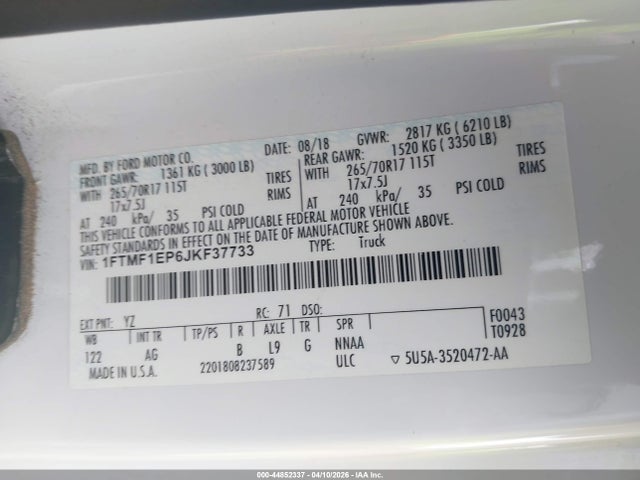 MFD. BY FORD MOTOR CO.
DATE: 08/18 GVWR: 2817 KG ( 6210 LB)
FRONT GAWR: 1361 KG ( 3000 LB)
REAR GAWR: 1520 KG ( 3350 LB)
WITH 265/70R17 115T TIRES
WITH 265/70R17 115T TIRES
17x7.5J RIMS
17x7.5J RIMS
AT 240 kPa/ 35 PSI COLD
AT 240 kPa/ 35 PSI COLD
THIS VEHICLE CONFORMS TO ALL APPLICABLE FEDERAL MOTOR VEHICLE
SAFETY STANDARDS IN EFFECT ON THE DATE OF MANUFACTURE SHOWN ABOVE.
VIN: 1FTMF1EP6JKF37733 TYPE: Truck
EXT PNT: YZ RC: 71 DSO: F0043
WB INT TR TP/PS R AXLE TR SPR T0928
122 AG B L9 G NNAA
MADE IN U.S.A. 2201808237589 ULC ▽ 5U5A-3520472-AA
000-44852337 - 04/10/2026 - IAA Inc.